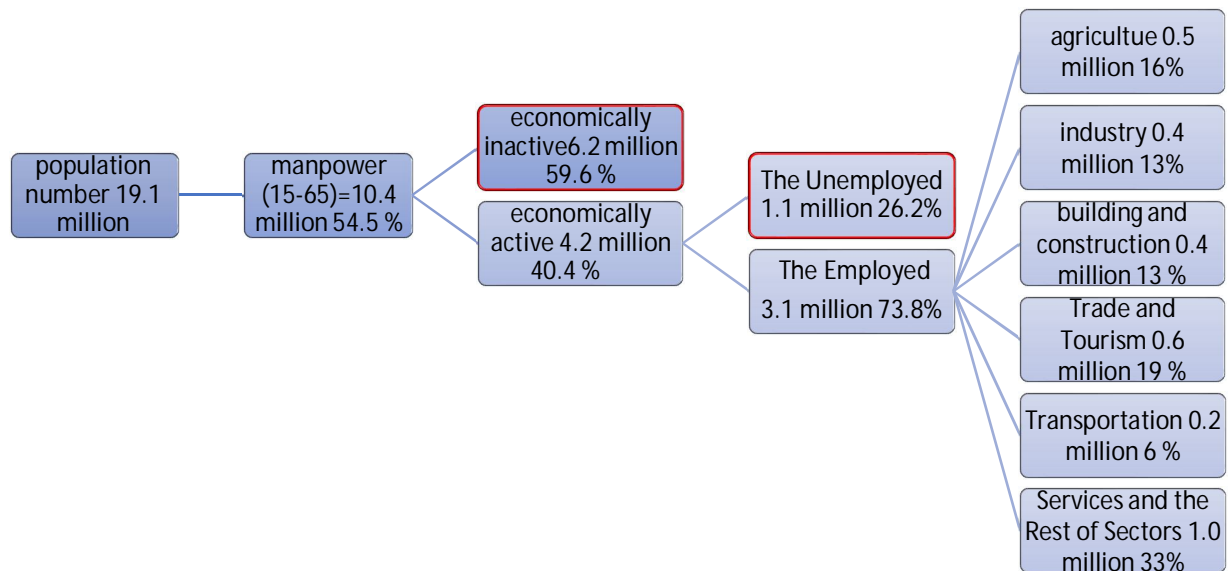 population
number 19.1
million
manpower
(15-65)=10.4
million 54.5 %
economically
inactive6.2 million
59.6 %
economically
active 4.2 million
40.4 %
The Unemployed
1.1 million 26.2%
The Employed
3.1 million 73.8%
agricultue 0.5
million 16%
industry 0.4
million 13%
building and
construction 0.4
million 13 %
Trade and
Tourism 0.6
million 19 %
Transportation 0.2
million 6 %
Services and the
Rest of Sectors 1.0
million 33%